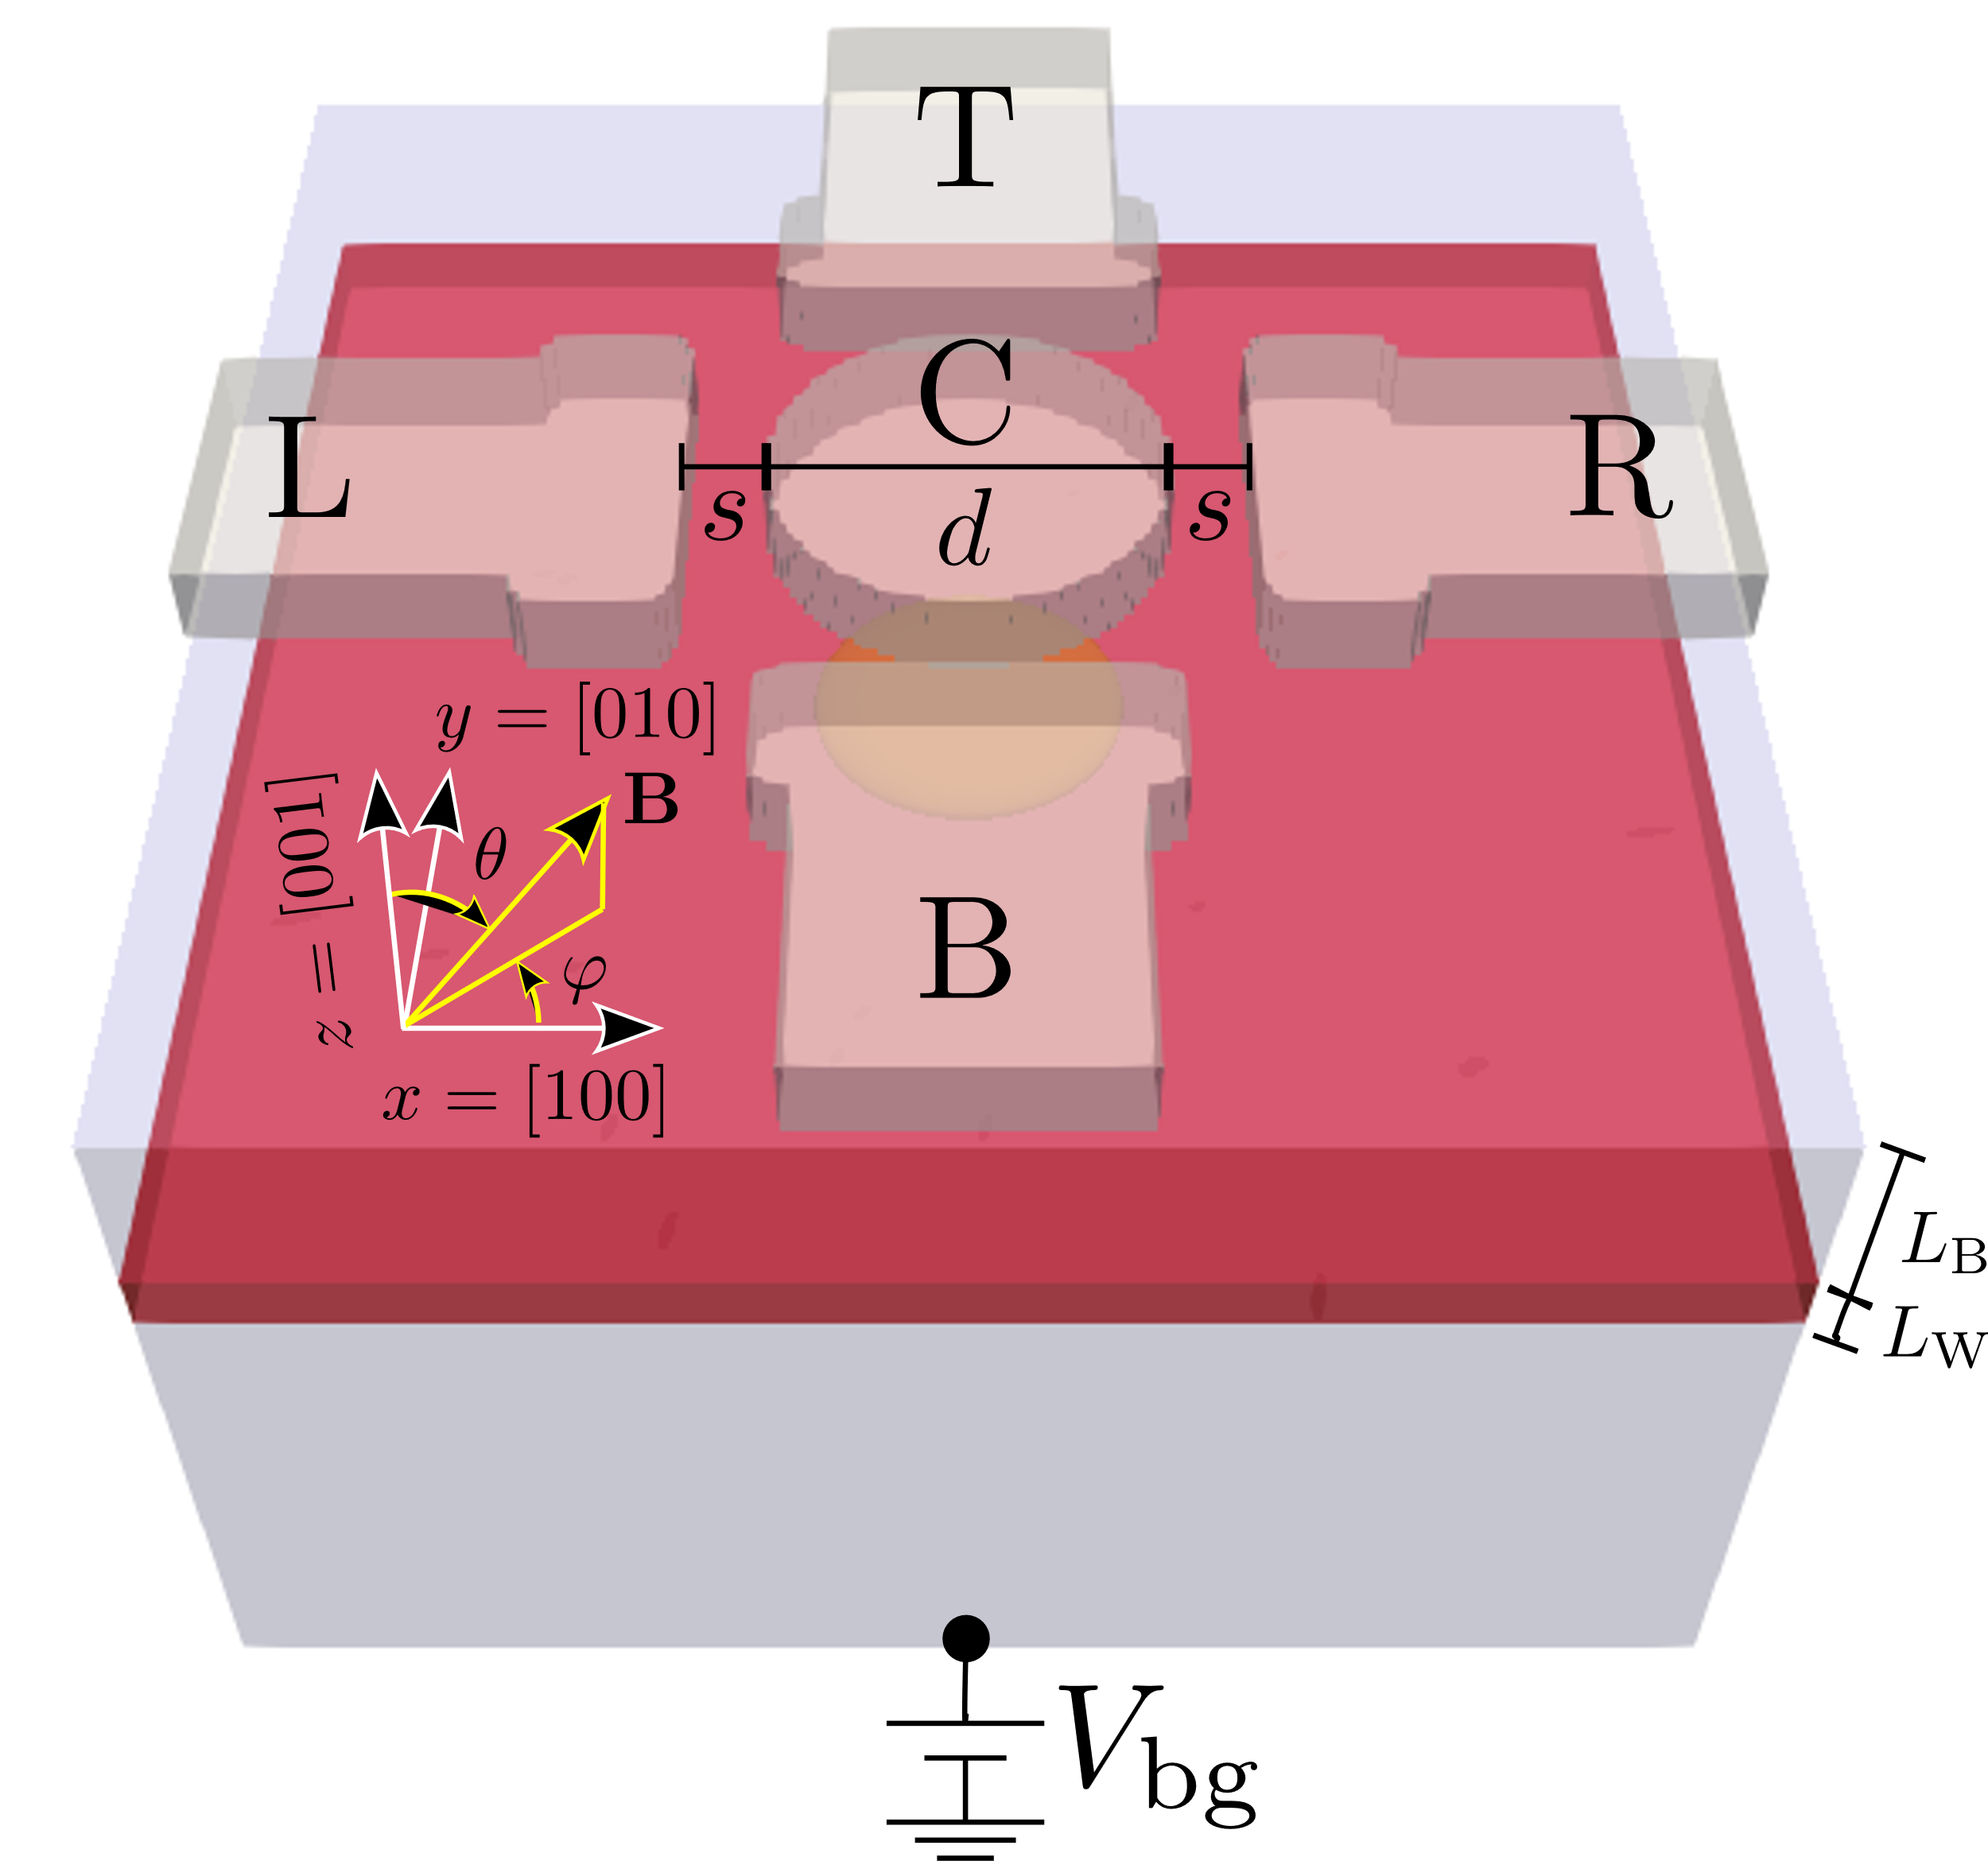 T
C
L
R
s
d
s
y = [010]
z = [001]
θ
B
φ
x = [100]
B
L_B
L_W
V_bg